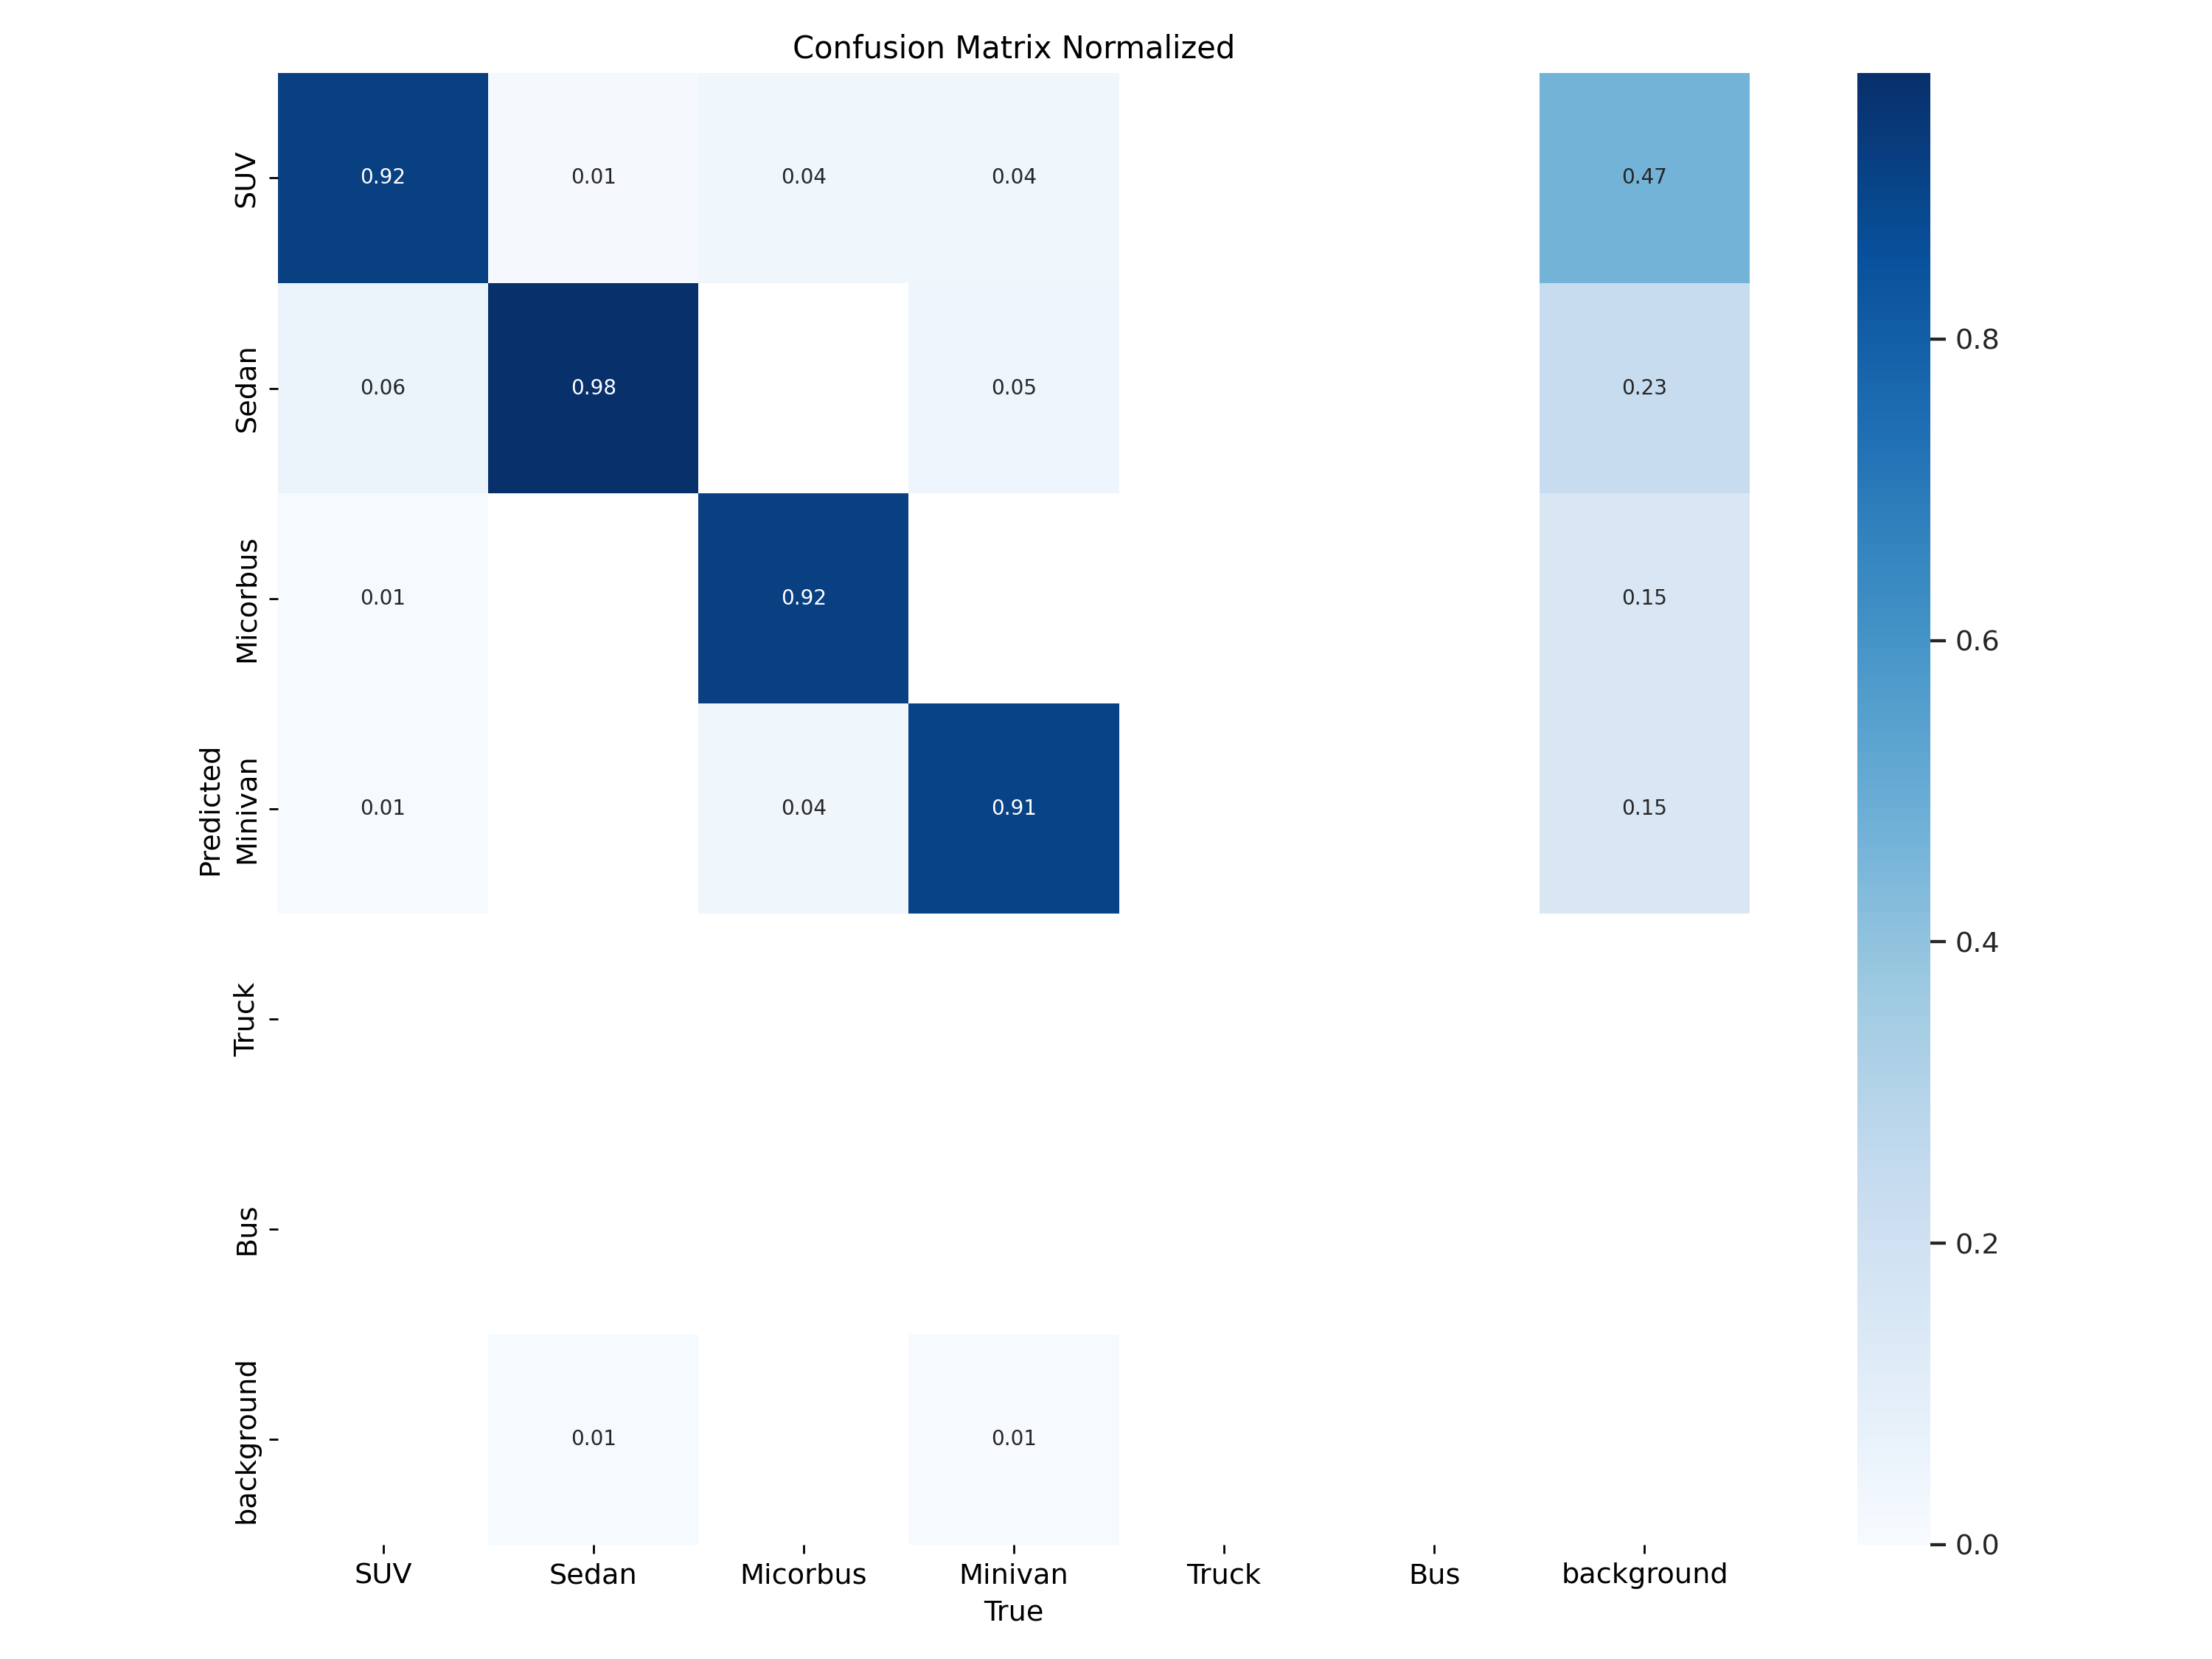 Confusion Matrix Normalized
SUV 0.92 0.01 0.04 0.04 0.47
Sedan 0.06 0.98 0.05 0.23
Micorbus 0.01 0.92 0.15
Minivan 0.01 0.04 0.91 0.15
Truck
Bus
background 0.01 0.01
Predicted
SUV Sedan Micorbus Minivan Truck Bus background
True
0.8
0.6
0.4
0.2
0.0